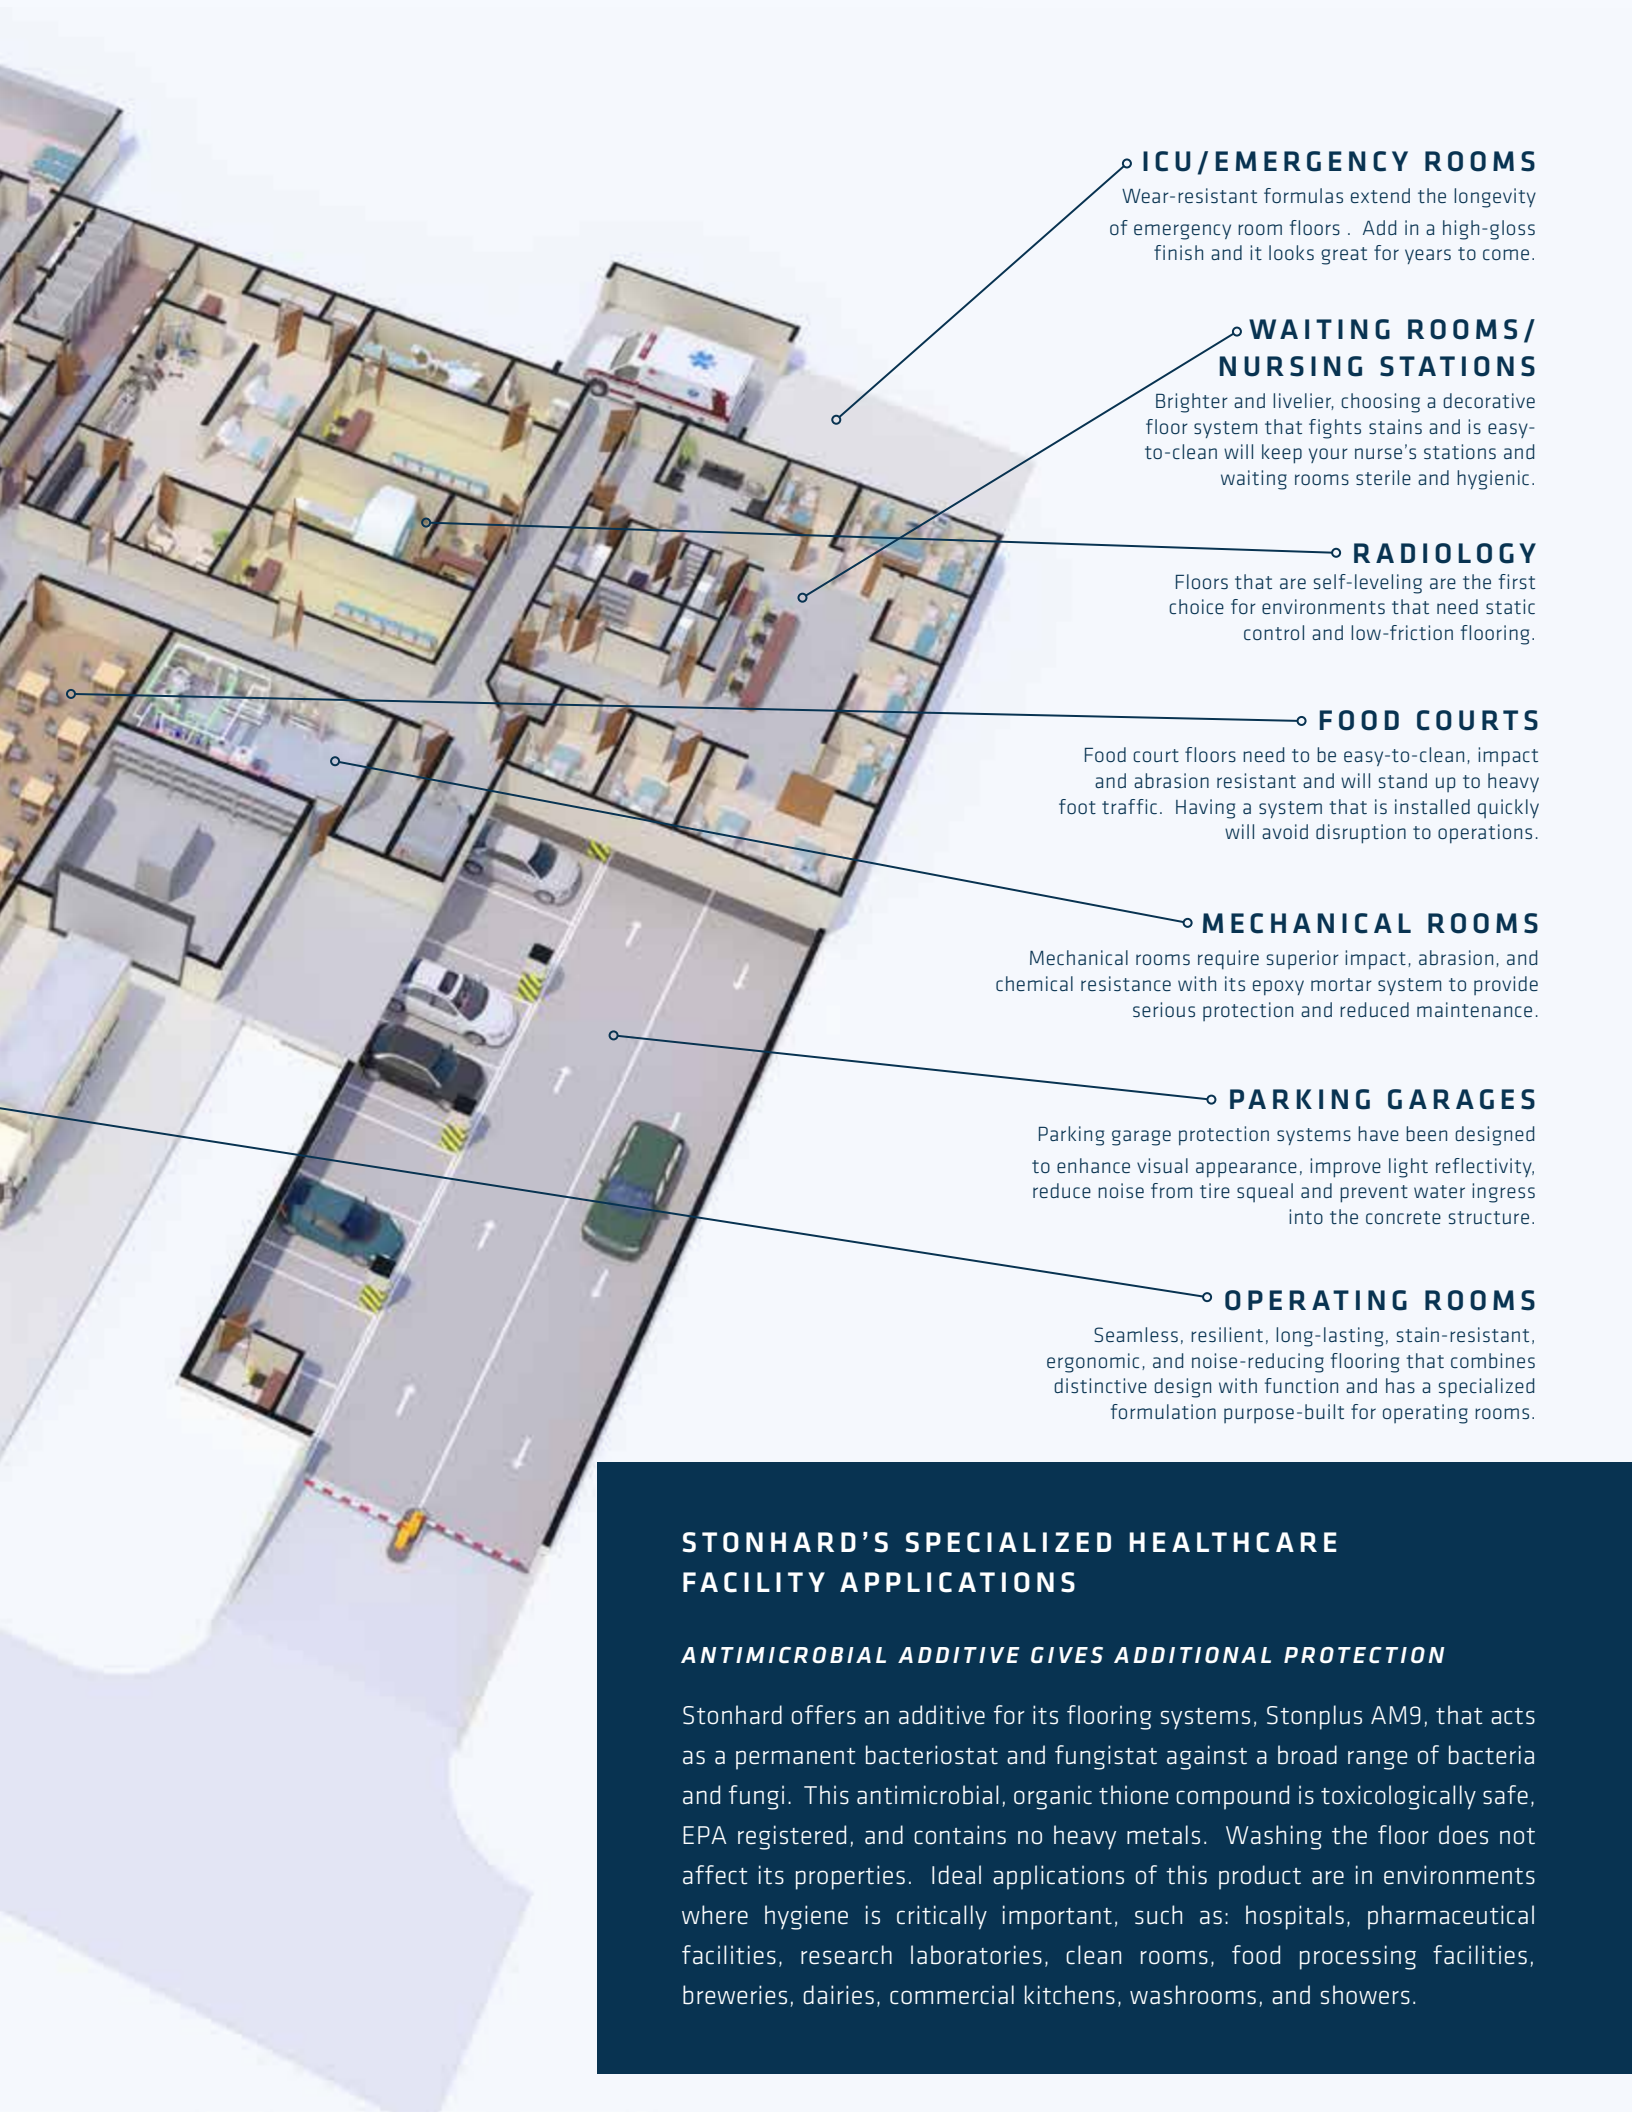 ICU/EMERGENCY ROOMS
Wear-resistant formulas extend the longevity
of emergency room floors .  Add in a high-gloss
finish and it looks great for years to come.
WAITING ROOMS/
NURSING STATIONS
Brighter and livelier, choosing a decorative
floor system that fights stains and is easy-
to-clean will keep your nurse's stations and
waiting rooms sterile and hygienic.
RADIOLOGY
Floors that are self-leveling are the first
choice for environments that need static
control and low-friction flooring.
FOOD COURTS
Food court floors need to be easy-to-clean, impact
and abrasion resistant and will stand up to heavy
foot traffic.  Having a system that is installed quickly
will avoid disruption to operations.
MECHANICAL ROOMS
Mechanical rooms require superior impact, abrasion, and
chemical resistance with its epoxy mortar system to provide
serious protection and reduced maintenance.
PARKING GARAGES
Parking garage protection systems have been designed
to enhance visual appearance, improve light reflectivity,
reduce noise from tire squeal and prevent water ingress
into the concrete structure.
OPERATING ROOMS
Seamless, resilient, long-lasting, stain-resistant,
ergonomic, and noise-reducing flooring that combines
distinctive design with function and has a specialized
formulation purpose-built for operating rooms.
STONHARD'S SPECIALIZED HEALTHCARE
FACILITY APPLICATIONS
ANTIMICROBIAL ADDITIVE GIVES ADDITIONAL PROTECTION
Stonhard offers an additive for its flooring systems, Stonplus AM9, that acts
as a permanent bacteriostat and fungistat against a broad range of bacteria
and fungi.  This antimicrobial, organic thione compound is toxicologically safe,
EPA registered, and contains no heavy metals.  Washing the floor does not
affect its properties.  Ideal applications of this product are in environments
where hygiene is critically important, such as: hospitals, pharmaceutical
facilities, research laboratories, clean rooms, food processing facilities,
breweries, dairies, commercial kitchens, washrooms, and showers.